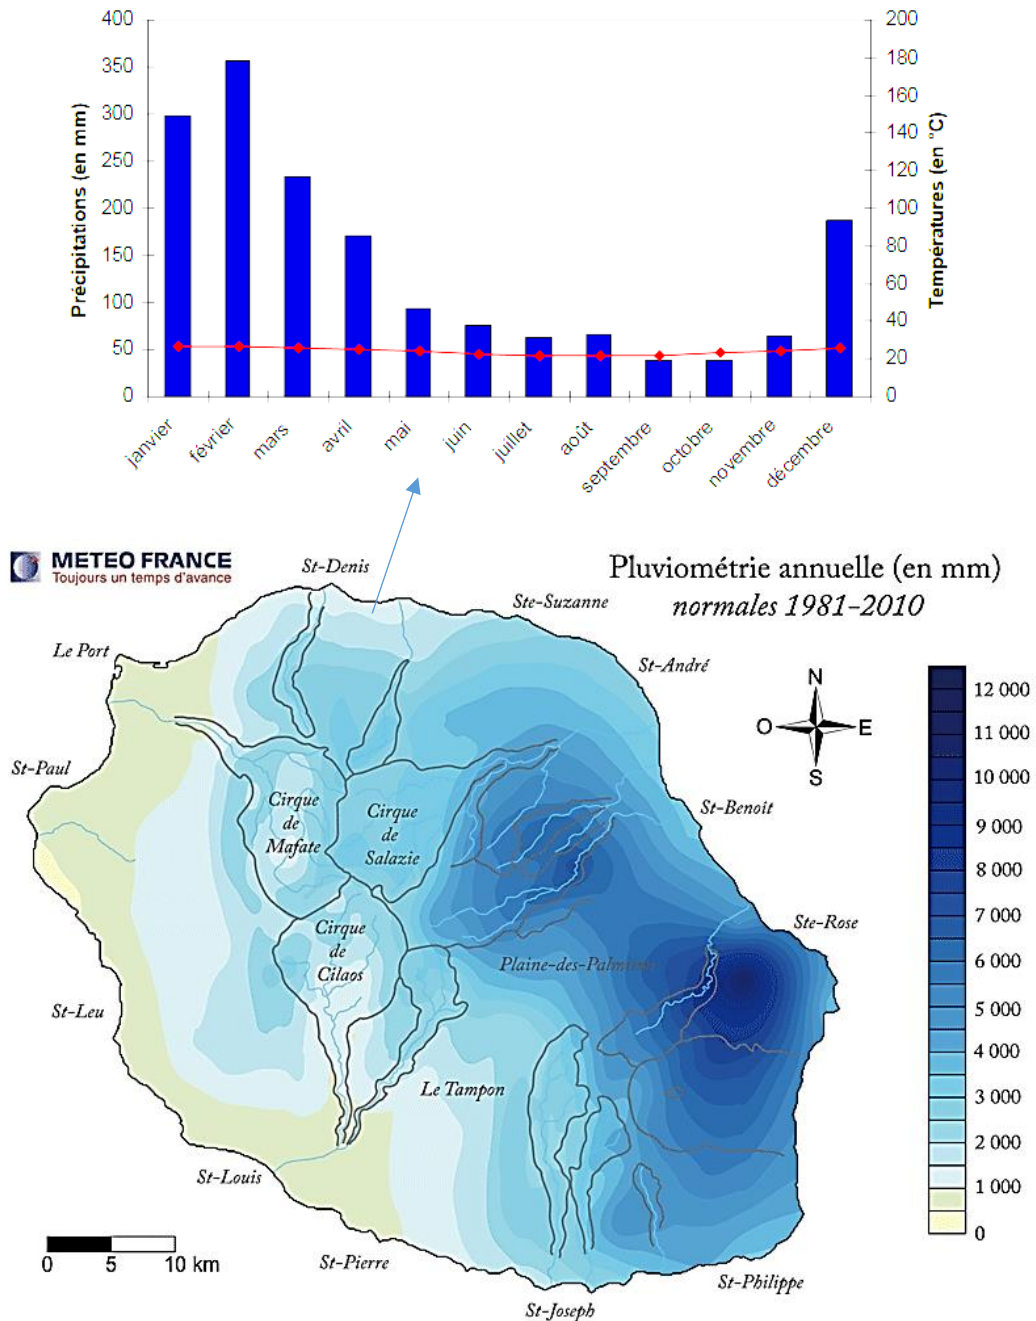 400
350
300
250
200
150
100
50
0
Précipitations (en mm)
200
180
160
140
120
100
80
60
40
20
0
Températures (en °C)
janvier
février
mars
avril
mai
juin
juillet
août
septembre
octobre
novembre
décembre
METEO FRANCE
Toujours un temps d'avance
Pluviométrie annuelle (en mm)
normales 1981-2010
St-Denis
Ste-Suzanne
Le Port
St-André
N
O
E
S
St-Paul
St-Benoît
Cirque
de
Mafate
Cirque
de
Salazie
Ste-Rose
Cirque
de
Cilaos
Plaine-des-Palmistes
St-Leu
Le Tampon
St-Louis
St-Pierre
St-Philippe
St-Joseph
0 5 10 km
12 000
11 000
10 000
9 000
8 000
7 000
6 000
5 000
4 000
3 000
2 000
1 000
0